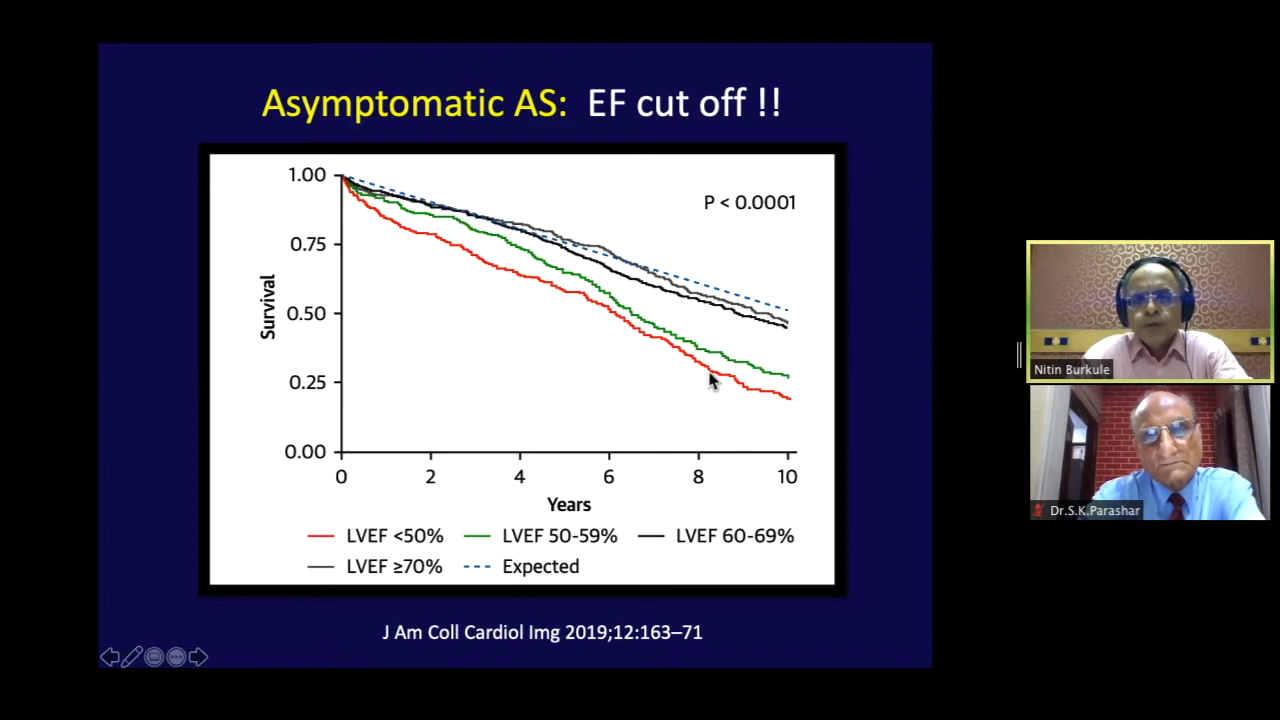 Asymptomatic AS: EF cut off !!
1.00
0.75
0.50
0.25
0.00
Survival
P < 0.0001
0 2 4 6 8 10
Years
LVEF <50% LVEF 50-59% LVEF 60-69%
LVEF ≥70% Expected
J Am Coll Cardiol Img 2019;12:163–71
Nitin Burkule
Dr.S.K.Parashar